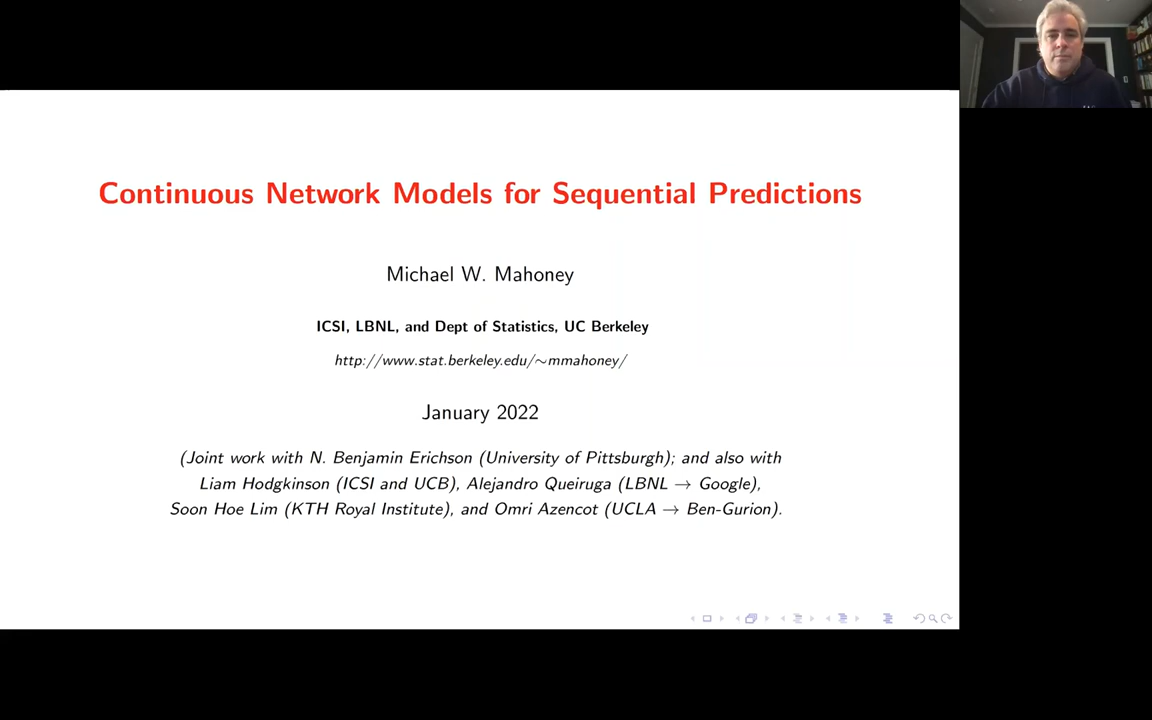 Continuous Network Models for Sequential Predictions
Michael W. Mahoney
ICSI, LBNL, and Dept of Statistics, UC Berkeley
http://www.stat.berkeley.edu/∼mmahoney/
January 2022
(Joint work with N. Benjamin Erichson (University of Pittsburgh); and also with
Liam Hodgkinson (ICSI and UCB), Alejandro Queiruga (LBNL → Google),
Soon Hoe Lim (KTH Royal Institute), and Omri Azencot (UCLA → Ben-Gurion).